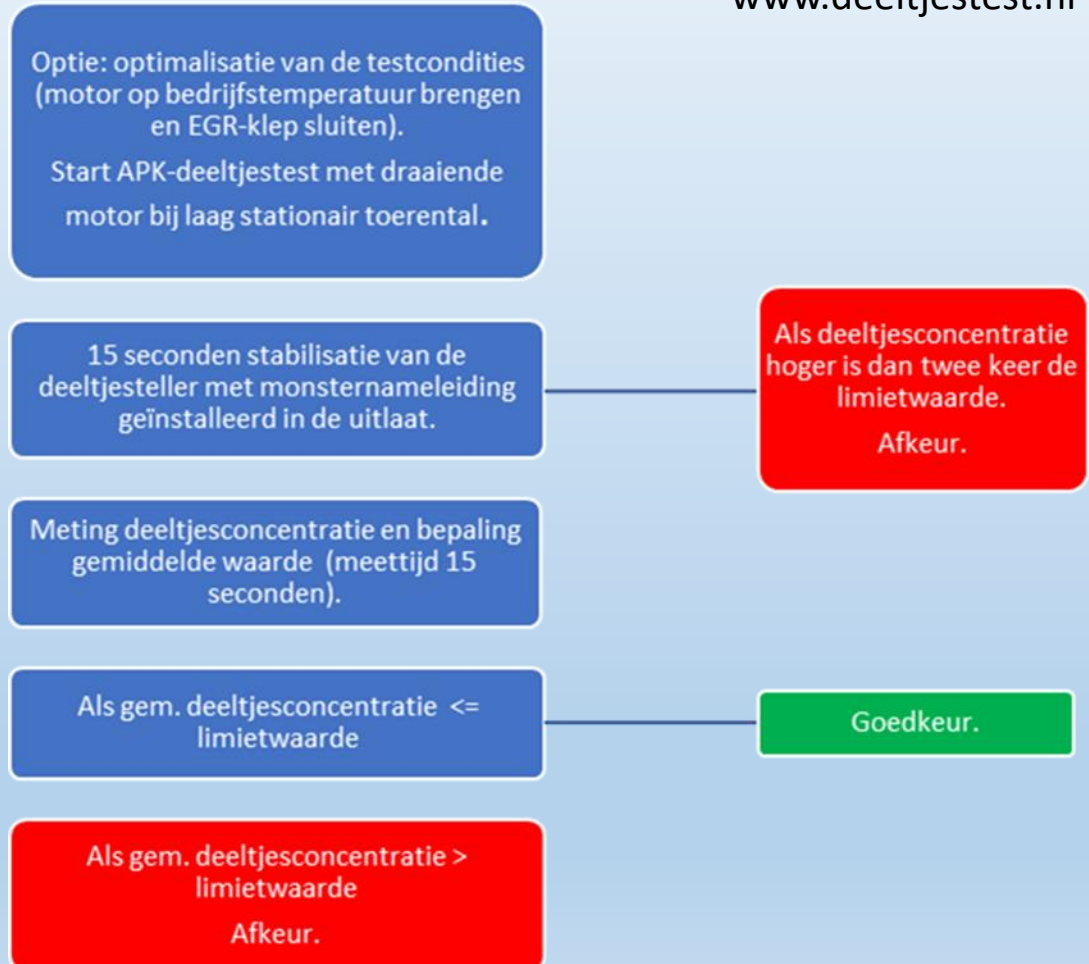 www.deeltjestest.nl
Optie: optimalisatie van de testcondities
(motor op bedrijfstemperatuur brengen
en EGR-klep sluiten).
Start APK-deeltjestest met draaiende
motor bij laag stationair toerental.
15 seconden stabilisatie van de
deeltjesteller met monsternameleiding
geïnstalleerd in de uitlaat.
Als deeltjesconcentratie
hoger is dan twee keer de
limietwaarde.
Afkeur.
Meting deeltjesconcentratie en bepaling
gemiddelde waarde (meettijd 15
seconden).
Als gem. deeltjesconcentratie <=
limietwaarde
Goedkeur.
Als gem. deeltjesconcentratie >
limietwaarde
Afkeur.